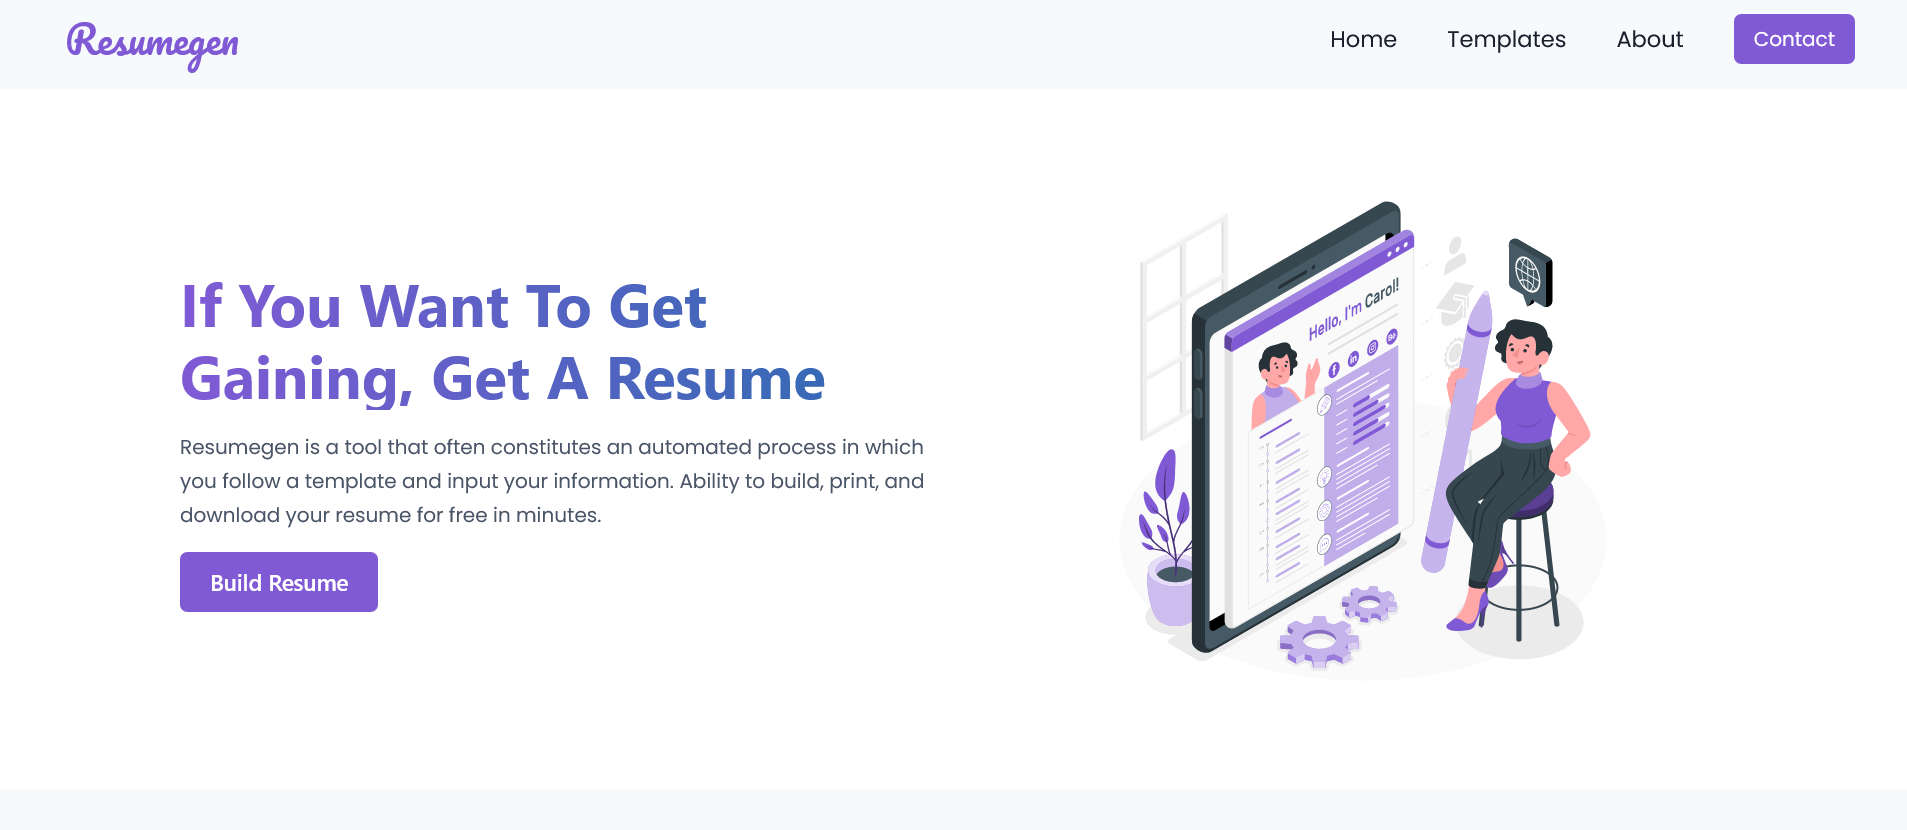 Resumegen
Home
Templates
About
Contact
If You Want To Get
Gaining, Get A Resume
Resumegen is a tool that often constitutes an automated process in which
you follow a template and input your information. Ability to build, print, and
download your resume for free in minutes.
Build Resume
Hello, I'm Carol!
f
in
Bē